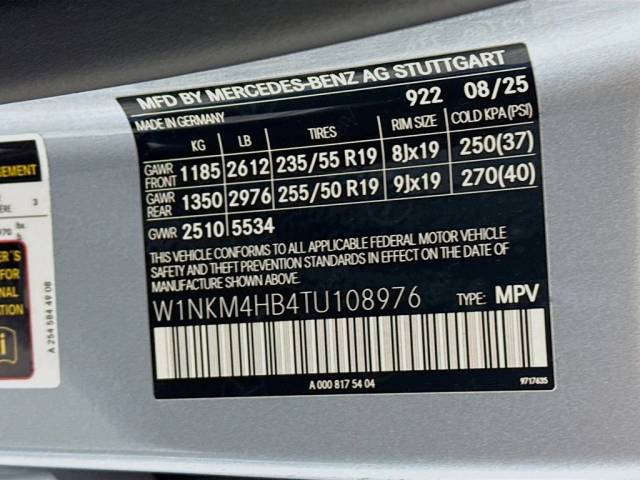 MFD BY MERCEDES-BENZ AG STUTTGART
MADE IN GERMANY 922 08/25
KG LB TIRES RIM SIZE COLD KPA (PSI)
GAWR FRONT 1185 2612 235/55 R19 8Jx19 250(37)
GAWR REAR 1350 2976 255/50 R19 9Jx19 270(40)
GVWR 2510 5534
THIS VEHICLE CONFORMS TO ALL APPLICABLE FEDERAL MOTOR VEHICLE
SAFETY AND THEFT PREVENTION STANDARDS IN EFFECT ON THE DATE OF
MANUFACTURE SHOWN ABOVE.
W1NKM4HB4TU108976 TYPE: MPV
A 000 817 54 04 9717635
3
A 254 584 49 08